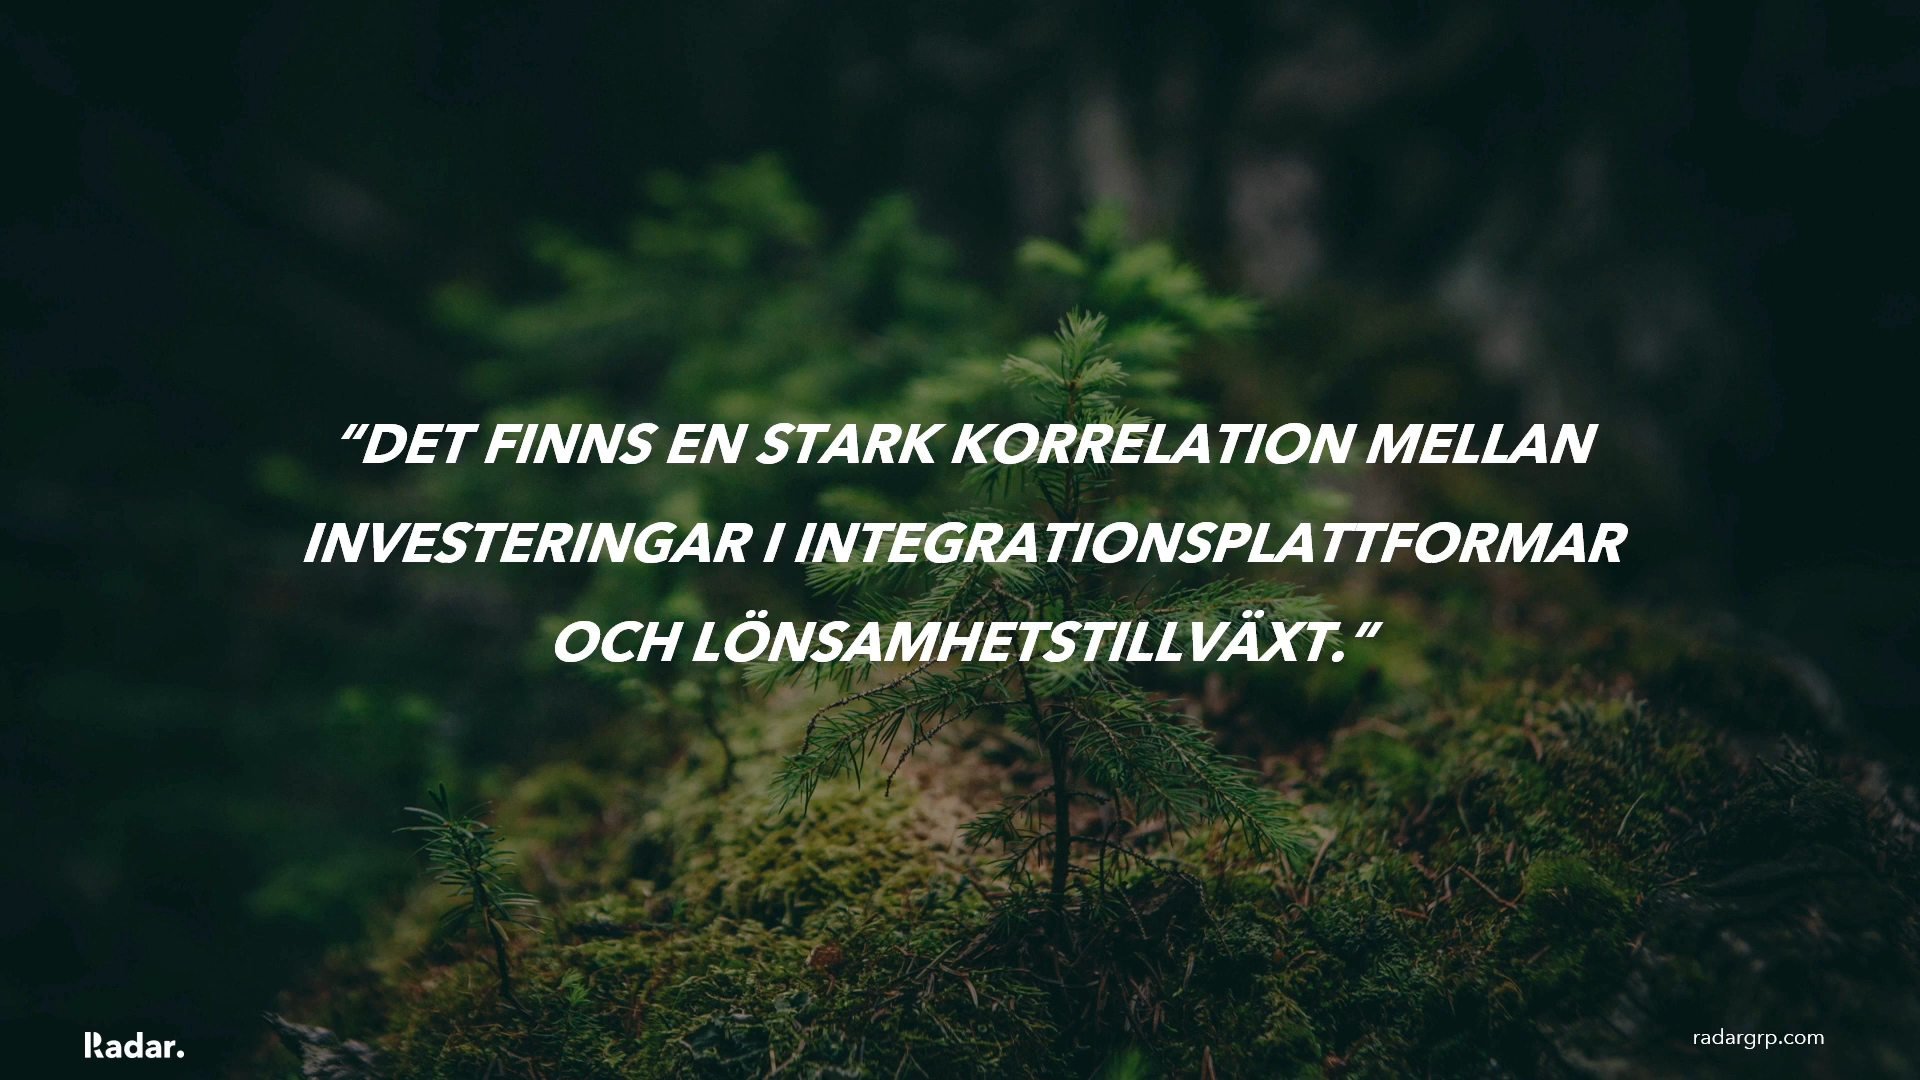 “DET FINNS EN STARK KORRELATION MELLAN
INVESTERINGAR I INTEGRATIONSPLATTFORMAR
OCH LÖNSAMHETSTILLVÄXT.”
Radar.
radargrp.com